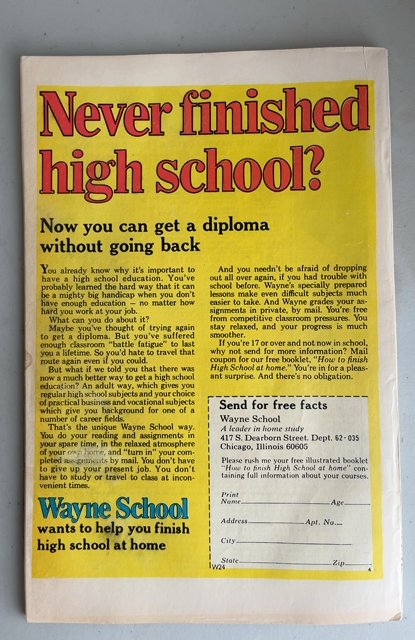 Never finished
high school?
Now you can get a diploma
without going back
You already know why it's important to
have a high school education. You've
probably learned the hard way that it can
be a mighty big handicap when you don't
have enough education — no matter how
hard you work at your job.
What can you do about it?
Maybe you've thought of trying again
to get a diploma. But you've suffered
enough classroom "battle fatigue" to last
you a lifetime. So you'd hate to travel that
route again even if you could.
But what if we told you that there was
now a much better way to get a high school
education? An adult way, which gives you
regular high school subjects and your choice
of practical business and vocational subjects
which give you background for one of a
number of career fields.
That's the unique Wayne School way.
You do your reading and assignments in
your spare time, in the relaxed atmosphere
of your own home, and "turn in" your com-
pleted assignments by mail. You don't have
to give up your present job. You don't
have to study or travel to class at incon-
venient times.
Wayne School
wants to help you finish
high school at home
And you needn't be afraid of dropping
out all over again, if you had trouble with
school before. Wayne's specially prepared
lessons make even difficult subjects much
easier to take. And Wayne grades your as-
signments in private, by mail. You're free
from competitive classroom pressures. You
stay relaxed, and your progress is much
smoother.
If you're 17 or over and not now in school,
why not send for more information? Mail
coupon for our free booklet, "How to finish
High School at home." You're in for a pleas-
ant surprise. And there's no obligation.
Send for free facts
Wayne School
A leader in home study
417 S. Dearborn Street. Dept. 62-035
Chicago, Illinois 60605
Please rush me your free illustrated booklet
"How to finish High School at home" con-
taining full information about your courses.
Print
Name Age
Address Apt. No.
City
State Zip
W24 4